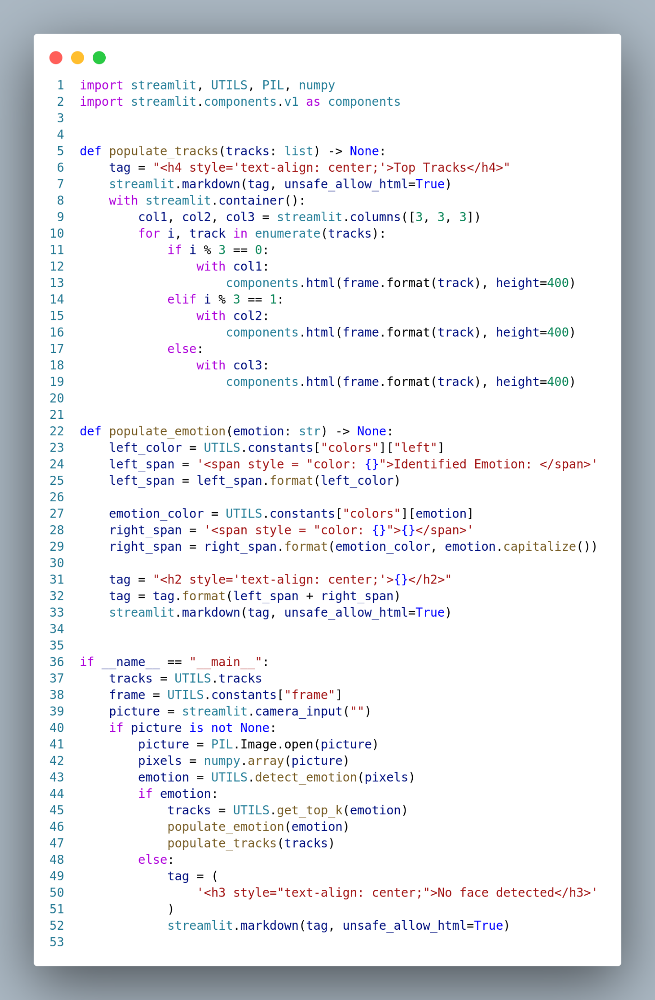 1 import streamlit, UTILS, PIL, numpy
2 import streamlit.components.v1 as components
3
4
5 def populate_tracks(tracks: list) -> None:
6     tag = "<h4 style='text-align: center;'>Top Tracks</h4>"
7     streamlit.markdown(tag, unsafe_allow_html=True)
8     with streamlit.container():
9         col1, col2, col3 = streamlit.columns([3, 3, 3])
10         for i, track in enumerate(tracks):
11             if i % 3 == 0:
12                 with col1:
13                     components.html(frame.format(track), height=400)
14             elif i % 3 == 1:
15                 with col2:
16                     components.html(frame.format(track), height=400)
17             else:
18                 with col3:
19                     components.html(frame.format(track), height=400)
20
21
22 def populate_emotion(emotion: str) -> None:
23     left_color = UTILS.constants["colors"]["left"]
24     left_span = '<span style = "color: {}">Identified Emotion: </span>'
25     left_span = left_span.format(left_color)
26
27     emotion_color = UTILS.constants["colors"][emotion]
28     right_span = '<span style = "color: {}">{}</span>'
29     right_span = right_span.format(emotion_color, emotion.capitalize())
30
31     tag = "<h2 style='text-align: center;'>{}</h2>"
32     tag = tag.format(left_span + right_span)
33     streamlit.markdown(tag, unsafe_allow_html=True)
34
35
36 if __name__ == "__main__":
37     tracks = UTILS.tracks
38     frame = UTILS.constants["frame"]
39     picture = streamlit.camera_input("")
40     if picture is not None:
41         picture = PIL.Image.open(picture)
42         pixels = numpy.array(picture)
43         emotion = UTILS.detect_emotion(pixels)
44         if emotion:
45             tracks = UTILS.get_top_k(emotion)
46             populate_emotion(emotion)
47             populate_tracks(tracks)
48         else:
49             tag = (
50                 '<h3 style="text-align: center;">No face detected</h3>'
51             )
52             streamlit.markdown(tag, unsafe_allow_html=True)
53